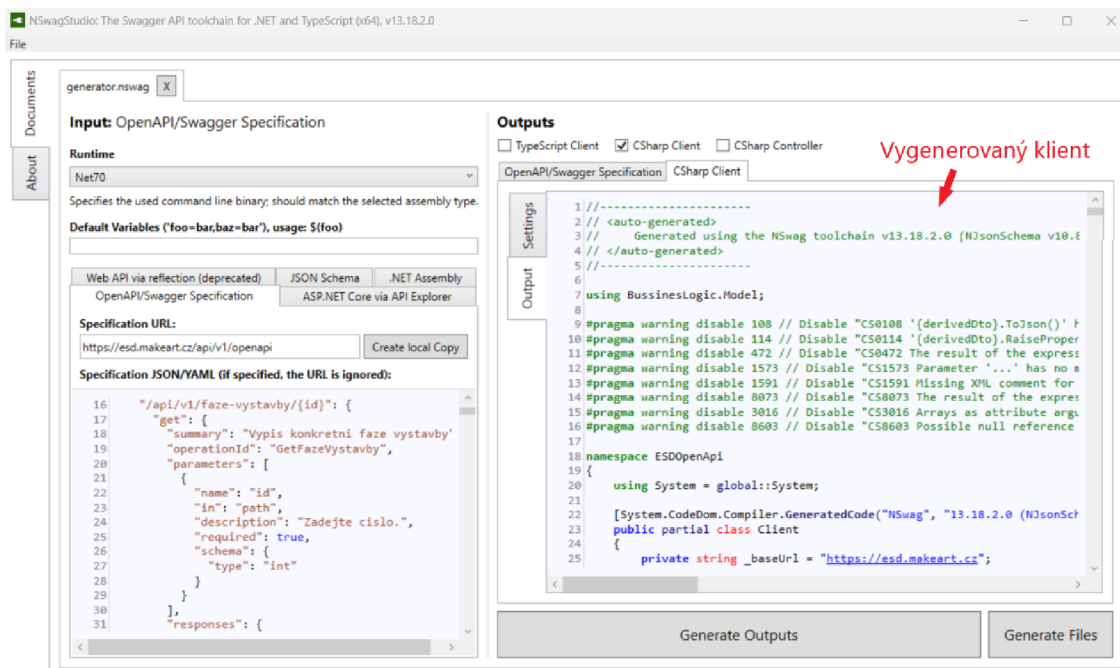 NSwagStudio: The Swagger API toolchain for .NET and TypeScript (x64), v13.18.2.0
File
Documents
About
generator.nswag X
Input: OpenAPI/Swagger Specification
Runtime
Net70
Specifies the used command line binary; should match the selected assembly type.
Default Variables ('foo=bar,baz=bar'), usage: $(foo)
Web API via reflection (deprecated) JSON Schema .NET Assembly
OpenAPI/Swagger Specification ASP.NET Core via API Explorer
Specification URL:
https://esd.makeart.cz/api/v1/openapi Create local Copy
Specification JSON/YAML (if specified, the URL is ignored):
16 "/api/v1/faze-vystavby/{id}": {
17 "get": {
18 "summary": "Vypis konkretni faze vystavby"
19 "operationId": "GetFazeVystavby",
20 "parameters": [
21 {
22 "name": "id",
23 "in": "path",
24 "description": "Zadejte cislo.",
25 "required": true,
26 "schema": {
27 "type": "int"
28 }
29 }
30 ],
31 "responses": {
Outputs
TypeScript Client CSharp Client CSharp Controller
Vygenerovaný klient
OpenAPI/Swagger Specification CSharp Client
Settings
Output
1 //----------------------
2 // <auto-generated>
3 // Generated using the NSwag toolchain v13.18.2.0 (NJsonSchema v10.8
4 // </auto-generated>
5 //----------------------
6
7 using BussinesLogic.Model;
8
9 #pragma warning disable 108 // Disable "CS0108 '{derivedDto}.ToJson()' h
10 #pragma warning disable 114 // Disable "CS0114 '{derivedDto}.RaiseProper
11 #pragma warning disable 472 // Disable "CS0472 The result of the express
12 #pragma warning disable 1573 // Disable "CS1573 Parameter '...' has no m
13 #pragma warning disable 1591 // Disable "CS1591 Missing XML comment for
14 #pragma warning disable 8073 // Disable "CS8073 The result of the expres
15 #pragma warning disable 3016 // Disable "CS3016 Arrays as attribute argu
16 #pragma warning disable 8603 // Disable "CS8603 Possible null reference
17
18 namespace ESDOpenApi
19 {
20 using System = global::System;
21
22 [System.CodeDom.Compiler.GeneratedCode("NSwag", "13.18.2.0 (NJsonSch
23 public partial class Client
24 {
25 private string _baseUrl = "https://esd.makeart.cz";
Generate Outputs Generate Files